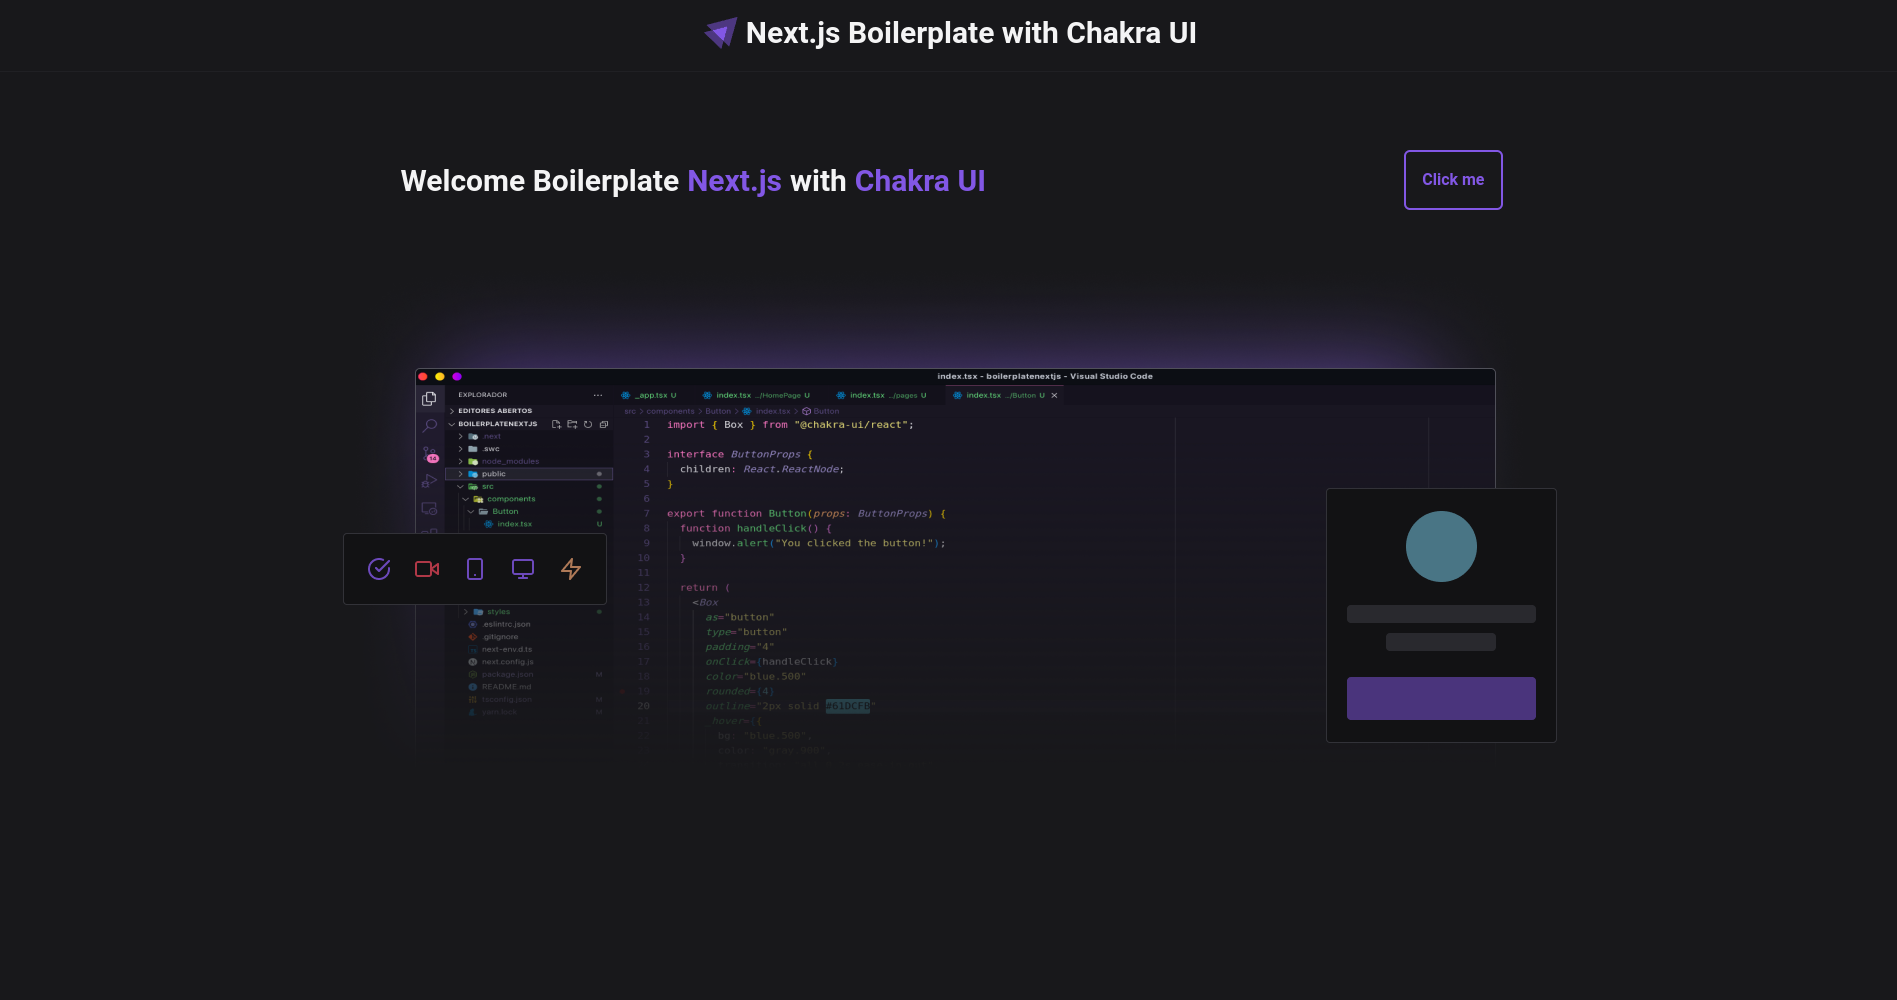 Next.js Boilerplate with Chakra UI
Welcome Boilerplate Next.js with Chakra UI
Click me
index.tsx - boilerplatenextjs - Visual Studio Code
EXPLORADOR ···
_app.tsx U
index.tsx .../HomePage U
index.tsx .../pages U
index.tsx .../Button U ×
EDITORES ABERTOS
BOILERPLATENEXTJS
.next
.swc
14
node_modules
public
src
components
Button
index.tsx U
styles
.eslintrc.json
.gitignore
next-env.d.ts
next.config.js
package.json M
README.md
tsconfig.json M
yarn.lock M
src > components > Button > index.tsx > Button
1 import { Box } from "@chakra-ui/react";
2
3 interface ButtonProps {
4 children: React.ReactNode;
5 }
6
7 export function Button(props: ButtonProps) {
8 function handleClick() {
9 window.alert("You clicked the button!");
10 }
11
12 return (
13 <Box
14 as="button"
15 type="button"
16 padding="4"
17 onClick={handleClick}
18 color="blue.500"
19 rounded={4}
20 outline="2px solid #61DCFB"
21 _hover={{
bg: "blue.500",
color: "gray.900",